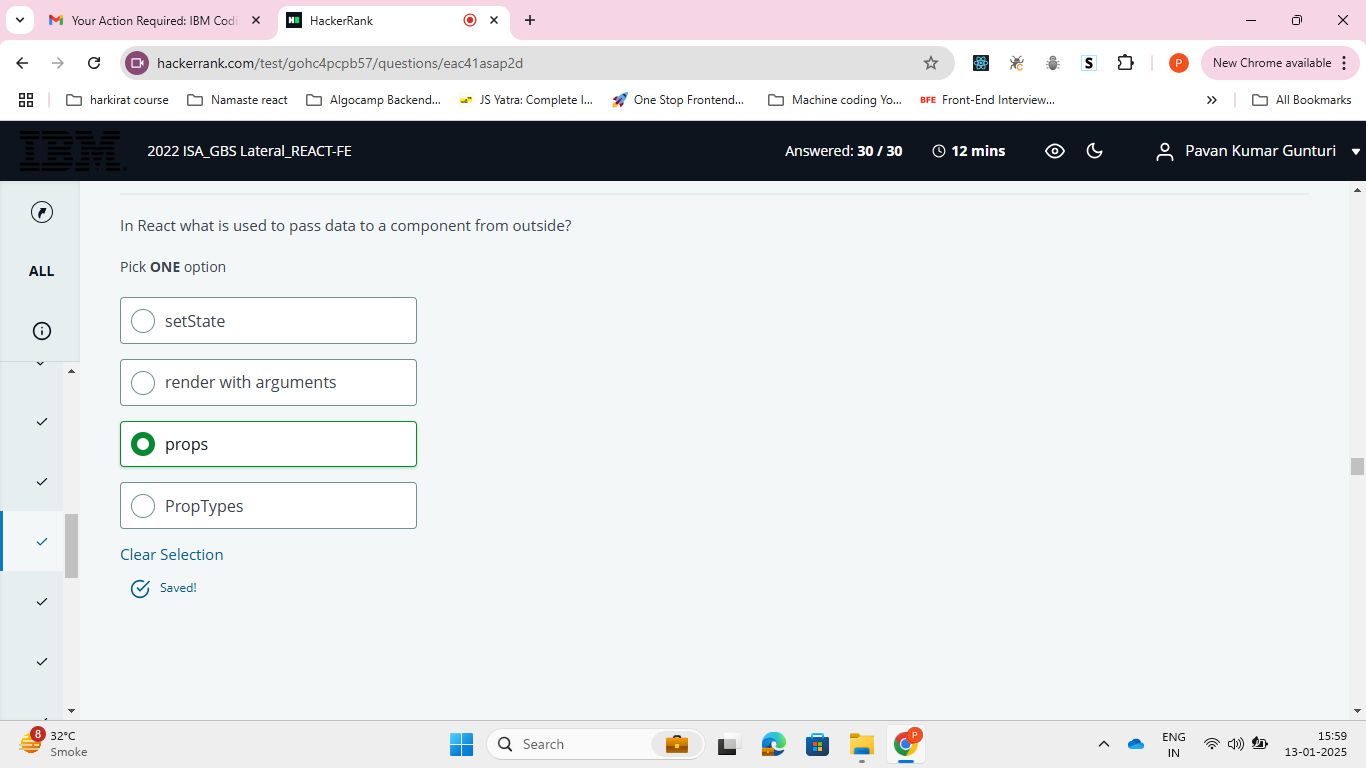 Your Action Required: IBM Codi
HackerRank
hackerrank.com/test/gohc4pcpb57/questions/eac41asap2d
S
P
New Chrome available
harkirat course
Namaste react
Algocamp Backend...
JS Yatra: Complete I...
One Stop Frontend...
Machine coding Yo...
BFE Front-End Interview...
»
All Bookmarks
IBM
2022 ISA_GBS Lateral_REACT-FE
Answered: 30 / 30
12 mins
Pavan Kumar Gunturi
ALL
In React what is used to pass data to a component from outside?
Pick ONE option
setState
render with arguments
props
PropTypes
Clear Selection
Saved!
8
32°C
Smoke
Search
P
ENG
IN
15:59
13-01-2025